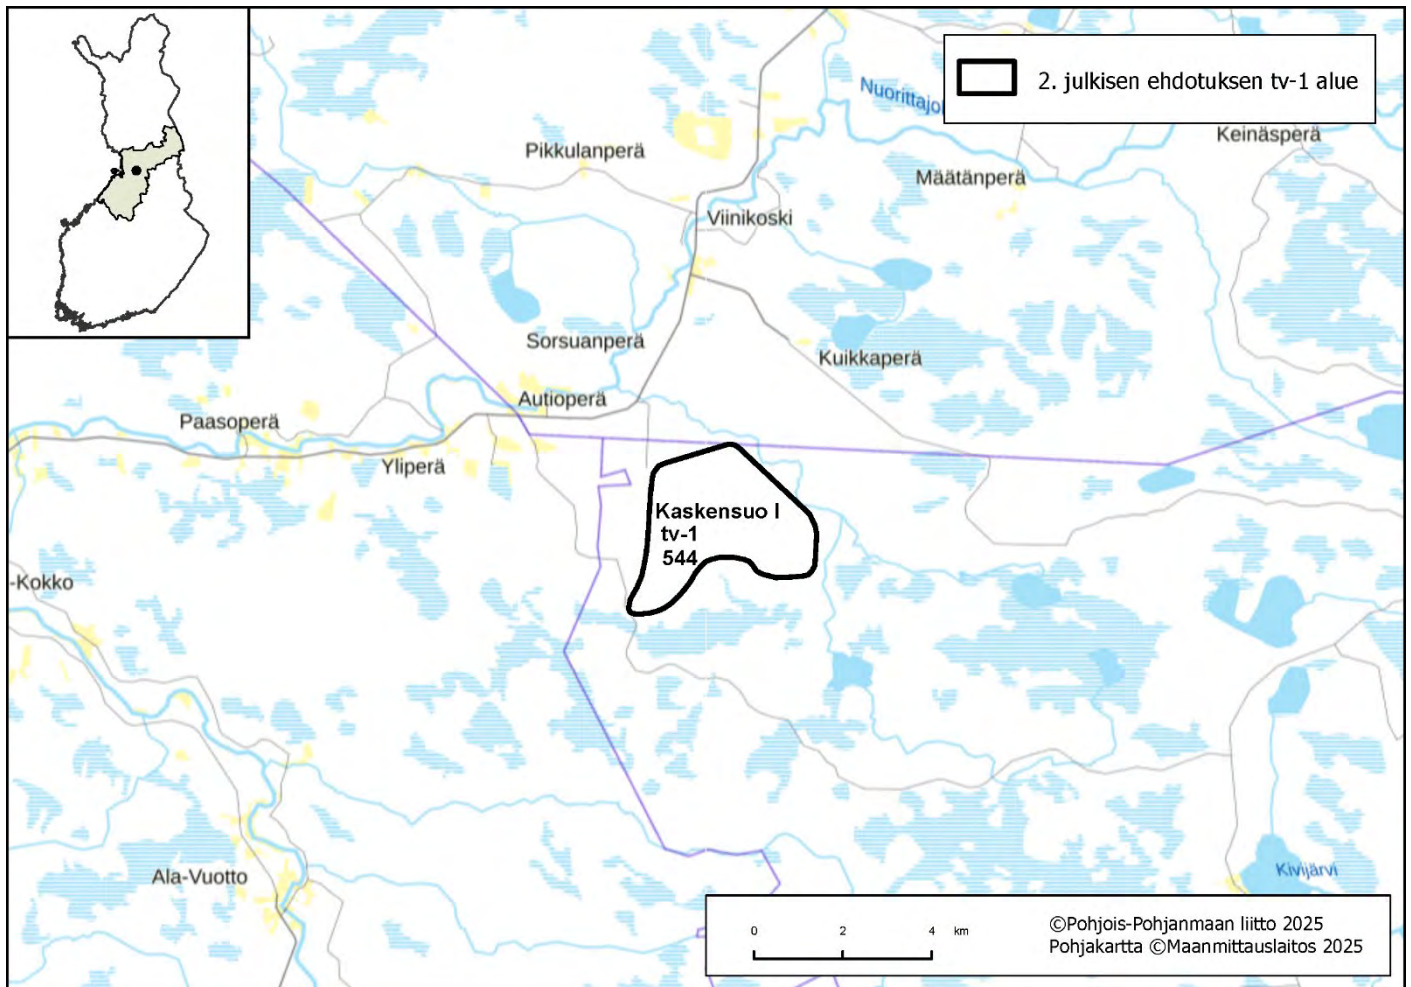 2. julkisen ehdotuksen tv-1 alue
Keinäsperä
Pikkulanperä
Määtänperä
Viinikoski
Sorsuanperä
Kuikkaperä
Autioperä
Paasoperä
Yliperä
Kaskensuo I
tv-1
544
-Kokko
Ala-Vuotto
Kivijärvi
0 2 4 km
©Pohjois-Pohjanmaan liitto 2025
Pohjakartta ©Maanmittauslaitos 2025